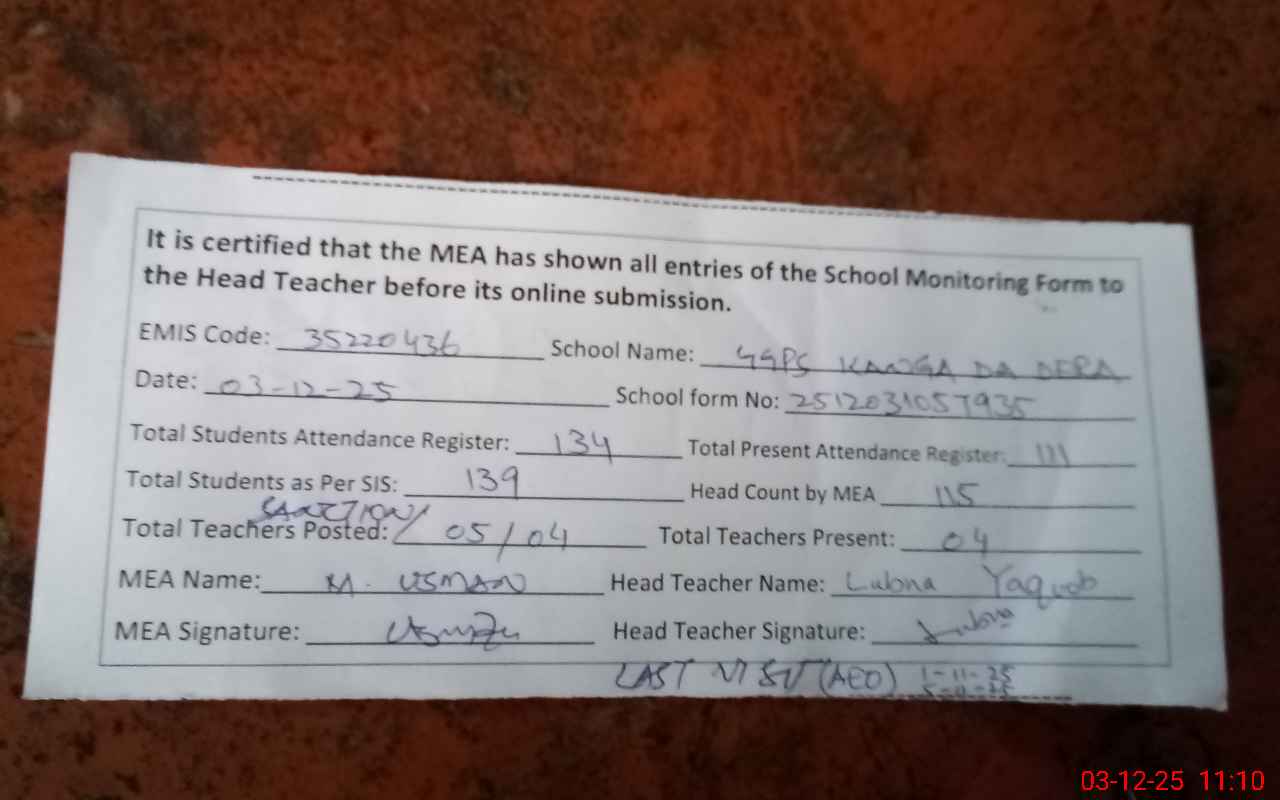 It is certified that the MEA has shown all entries of the School Monitoring Form to
the Head Teacher before its online submission.
EMIS Code: 35220436 School Name: GGPS KANGA DA DERA
Date: 03-12-25 School form No: 2512031057935
Total Students Attendance Register: 134 Total Present Attendance Register: 111
Total Students as Per SIS: 139 Head Count by MEA 115
SANCTION/
Total Teachers Posted: 05/04 Total Teachers Present: 04
MEA Name: M. USMAN Head Teacher Name: Lubna Yaqoob
MEA Signature: Usman Head Teacher Signature: Lubna
LAST VISIT (AEO) 1-11-25
5-11-25
03-12-25 11:10